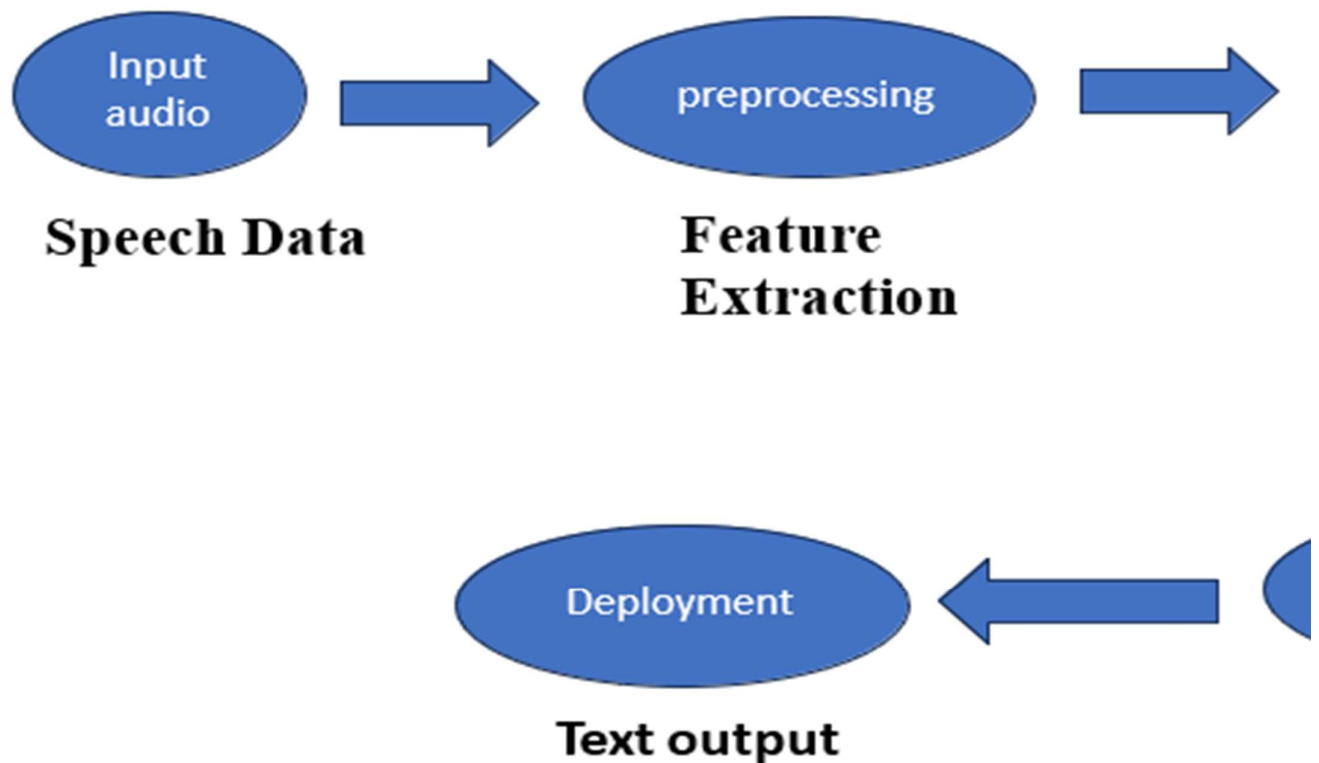 Input
audio
preprocessing
Speech Data
Feature
Extraction
Deployment
Text output